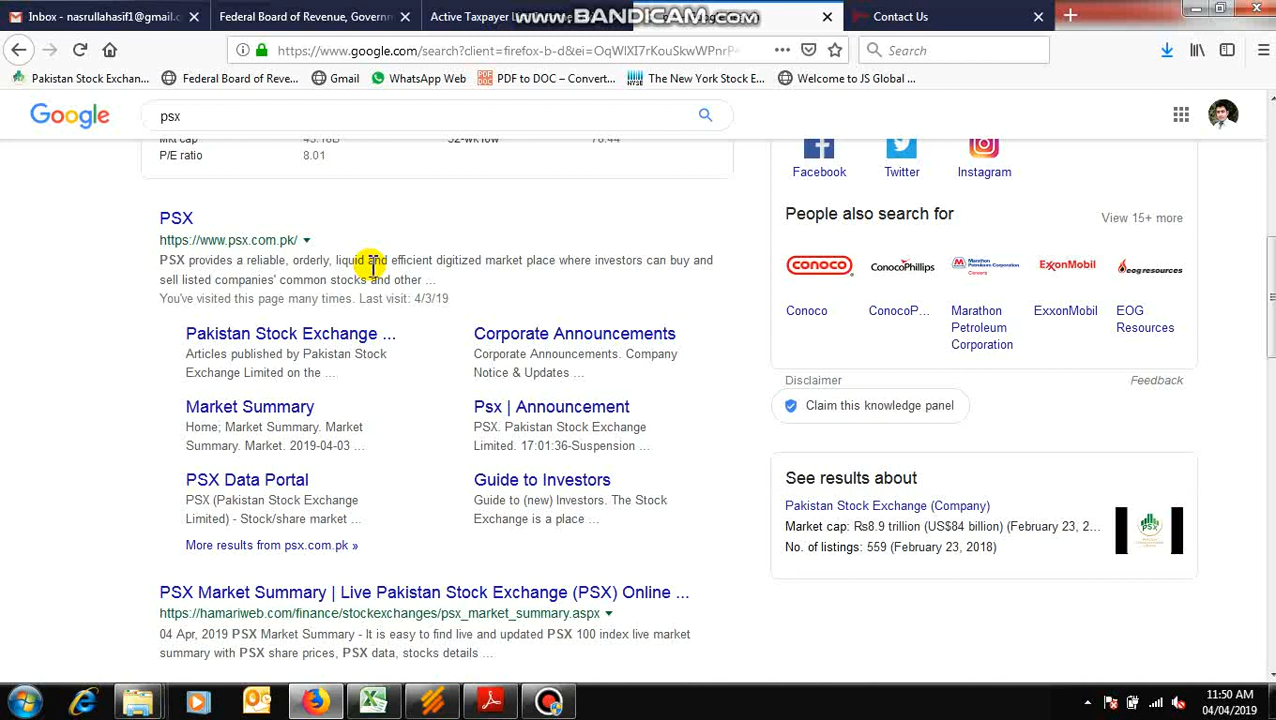 Inbox - nasrullahasif1@gmail.c
Federal Board of Revenue, Govern
Active Taxpayer Li
www.BANDICAM.com
Contact Us
https://www.google.com/search?client=firefox-b-d&ei=OqWlXI7rKouSkwWPnrP
Search
Pakistan Stock Exchan...
Federal Board of Reve...
Gmail
WhatsApp Web
PDF to DOC – Convert...
The New York Stock E...
Welcome to JS Global ...
Google
psx
P/E ratio 8.01
PSX
https://www.psx.com.pk/
PSX provides a reliable, orderly, liquid and efficient digitized market place where investors can buy and
sell listed companies' common stocks and other ...
You've visited this page many times. Last visit: 4/3/19
Pakistan Stock Exchange ...
Articles published by Pakistan Stock
Exchange Limited on the ...
Corporate Announcements
Corporate Announcements. Company
Notice & Updates ...
Market Summary
Home; Market Summary. Market
Summary. Market. 2019-04-03 ...
Psx | Announcement
PSX. Pakistan Stock Exchange
Limited. 17:01:36-Suspension ...
PSX Data Portal
PSX (Pakistan Stock Exchange
Limited) - Stock/share market ...
Guide to Investors
Guide to (new) Investors. The Stock
Exchange is a place ...
More results from psx.com.pk »
PSX Market Summary | Live Pakistan Stock Exchange (PSX) Online ...
https://hamariweb.com/finance/stockexchanges/psx_market_summary.aspx
04 Apr, 2019 PSX Market Summary - It is easy to find live and updated PSX 100 index live market
summary with PSX share prices, PSX data, stocks details ...
Facebook
Twitter
Instagram
People also search for
View 15+ more
conoco
ConocoPhillips
ExxonMobil
eog resources
Conoco
ConocoP...
Marathon
Petroleum
Corporation
ExxonMobil
EOG
Resources
Disclaimer
Feedback
Claim this knowledge panel
See results about
Pakistan Stock Exchange (Company)
Market cap: ₨8.9 trillion (US$84 billion) (February 23, 2...
No. of listings: 559 (February 23, 2018)
PSX
11:50 AM
04/04/2019